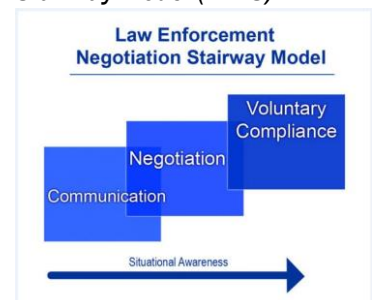 Law Enforcement
Negotiation Stairway Model
Voluntary
Compliance
Negotiation
Communication
Situational Awareness